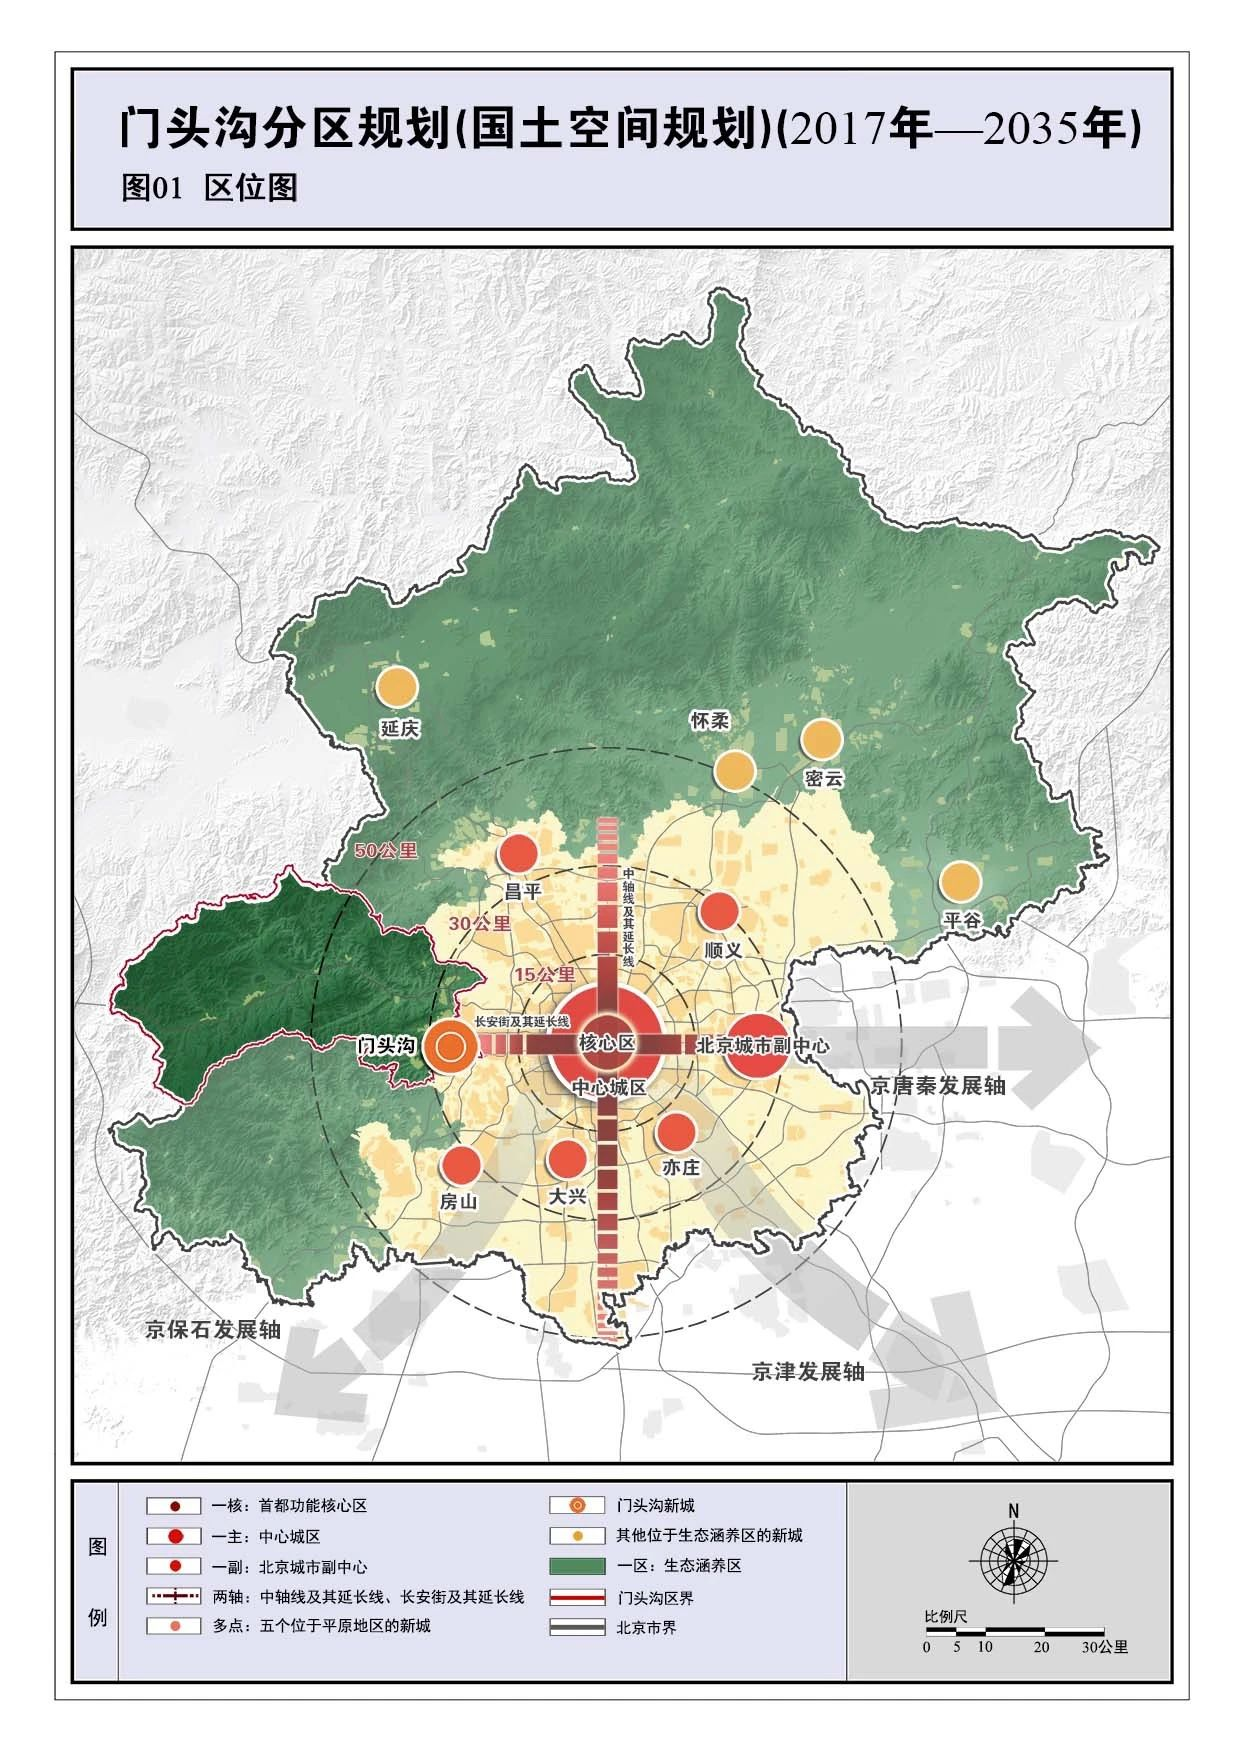 门头沟分区规划(国土空间规划)(2017年—2035年)
图01 区位图
延庆
怀柔
密云
50公里
昌平
平谷
中轴线及其延长线
30公里
顺义
15公里
长安街及其延长线
门头沟
核心区
北京城市副中心
中心城区
京唐秦发展轴
亦庄
房山
大兴
京保石发展轴
京津发展轴
图例
一核：首都功能核心区
一主：中心城区
一副：北京城市副中心
两轴：中轴线及其延长线、长安街及其延长线
多点：五个位于平原地区的新城
门头沟新城
其他位于生态涵养区的新城
一区：生态涵养区
门头沟区界
北京市界
N
比例尺
0 5 10 20 30公里